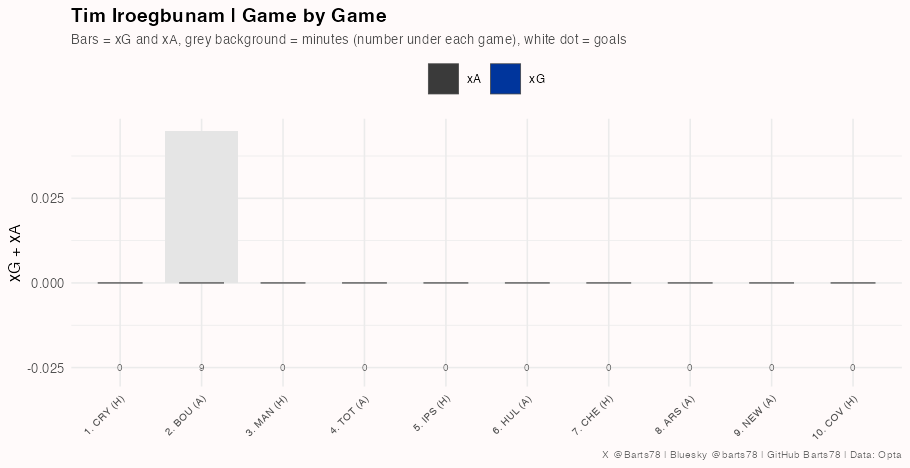 Tim Iroegbunam | Game by Game
Bars = xG and xA, grey background = minutes (number under each game), white dot = goals
xA xG
xG + xA
0.025
0.000
-0.025
0 9 0 0 0 0 0 0 0 0
1. CRY (H) 2. BOU (A) 3. MAN (H) 4. TOT (A) 5. IPS (H) 6. HUL (A) 7. CHE (H) 8. ARS (A) 9. NEW (A) 10. COV (H)
X @Barts78 | Bluesky @barts78 | GitHub Barts78 | Data: Opta